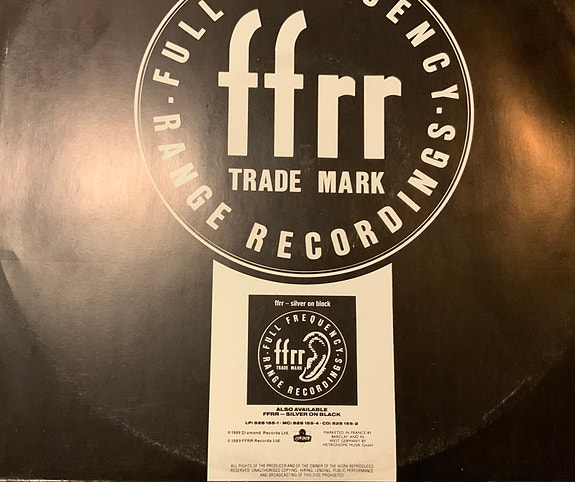 FULL FREQUENCY
ffrr
TRADE MARK
RANGE RECORDINGS
ffrr – silver on black
FULL FREQUENCY
ffrr
TRADE MARK
RANGE RECORDINGS
ALSO AVAILABLE
FFRR — SILVER ON BLACK
LP: 828 155-1 · MC: 828 155-4 · CD: 828 155-2
℗ 1989 Diamond Records Ltd.
© 1989 FFRR Records Ltd.
LONDON
MARKETED IN FRANCE BY
BARCLAY AND IN
WEST GERMANY BY
METRONOME MUSIK GmbH
ALL RIGHTS OF THE PRODUCER AND OF THE OWNER OF THE WORK REPRODUCED
RESERVED. UNAUTHORISED COPYING, HIRING, LENDING, PUBLIC PERFORMANCE
AND BROADCASTING OF THIS DISC PROHIBITED